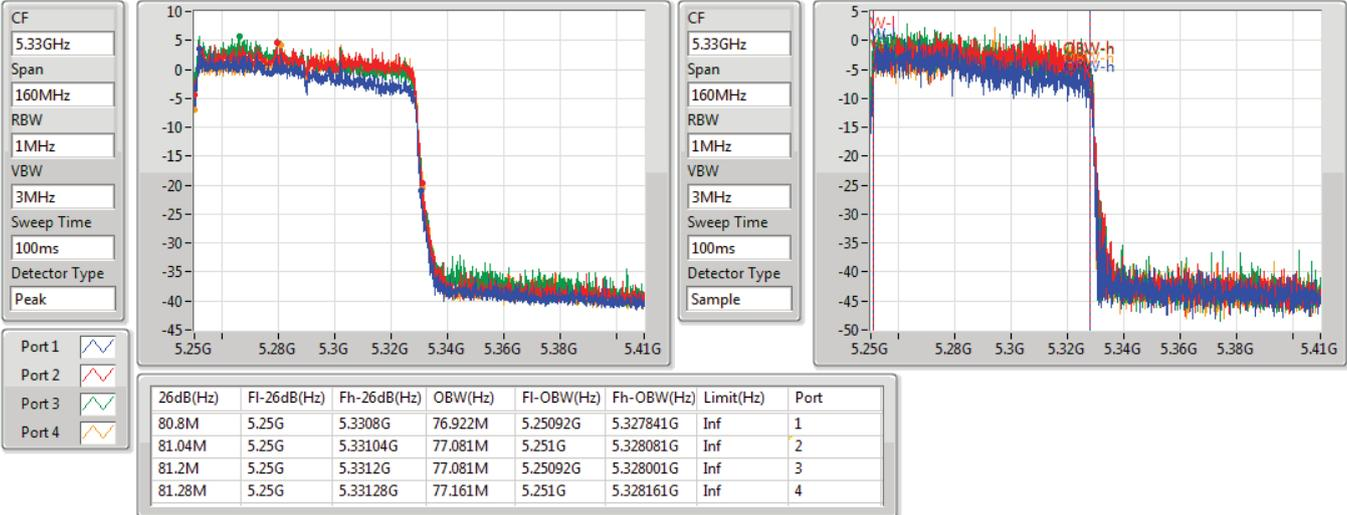 CF
5.33GHz
Span
160MHz
RBW
1MHz
VBW
3MHz
Sweep Time
100ms
Detector Type
Peak
10
5
0
-5
-10
-15
-20
-25
-30
-35
-40
-45
5.25G 5.28G 5.3G 5.32G 5.34G 5.36G 5.38G 5.41G
CF
5.33GHz
Span
160MHz
RBW
1MHz
VBW
3MHz
Sweep Time
100ms
Detector Type
Sample
5
0
-5
-10
-15
-20
-25
-30
-35
-40
-45
-50
OBW-h
5.25G 5.28G 5.3G 5.32G 5.34G 5.36G 5.38G 5.41G
Port 1
Port 2
Port 3
Port 4
26dB(Hz) Fl-26dB(Hz) Fh-26dB(Hz) OBW(Hz) Fl-OBW(Hz) Fh-OBW(Hz) Limit(Hz) Port
80.8M 5.25G 5.3308G 76.922M 5.25092G 5.327841G Inf 1
81.04M 5.25G 5.33104G 77.081M 5.251G 5.328081G Inf 2
81.2M 5.25G 5.3312G 77.081M 5.25092G 5.328001G Inf 3
81.28M 5.25G 5.33128G 77.161M 5.251G 5.328161G Inf 4